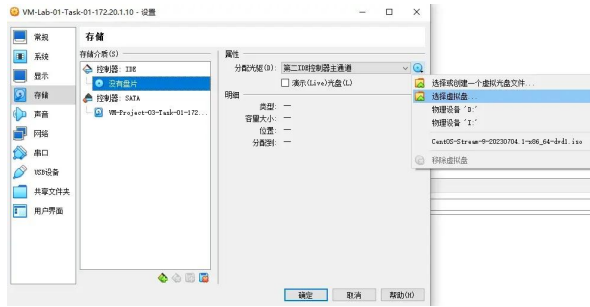 VM-Lab-01-Task-01-172.20.1.10 - 设置
常规
系统
显示
存储
声音
网络
串口
USB设备
共享文件夹
用户界面
存储
存储介质(S)
控制器: IDE
没有盘片
控制器: SATA
VM-Project-03-Task-01-172...
属性
分配光驱(D): 第二IDE控制器主通道
演示(Live)光盘(L)
明细
类型: —
容量大小: —
位置: —
分配到: —
选择或创建一个虚拟光盘文件...
选择虚拟盘...
物理设备 'D:'
物理设备 'I:'
CentOS-Stream-9-20230704.1-x86_64-dvd1.iso
移除虚拟盘
确定
取消
帮助(H)